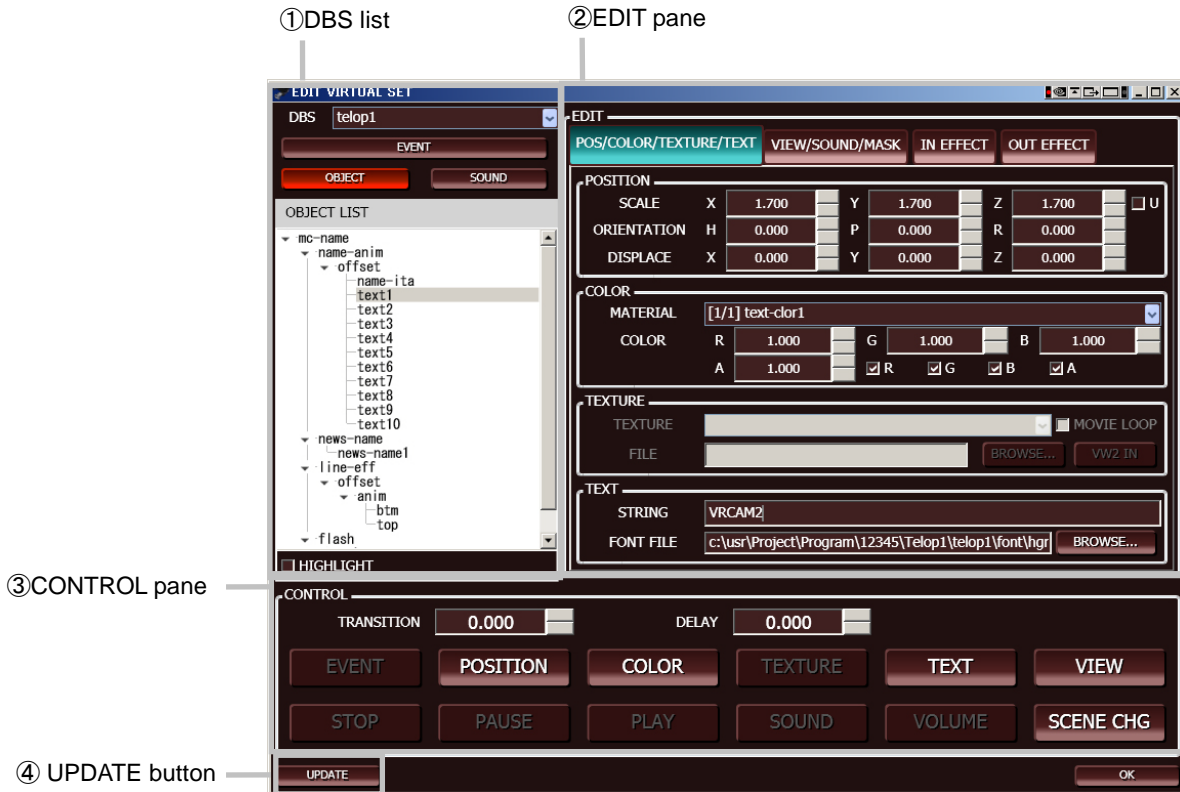 ①DBS list
②EDIT pane
EDIT VIRTUAL SET
DBS telop1
EVENT
OBJECT SOUND
OBJECT LIST
mc-name
name-anim
offset
name-ita
text1
text2
text3
text4
text5
text6
text7
text8
text9
text10
news-name
news-name1
line-eff
offset
anim
btm
top
flash
HIGHLIGHT
EDIT
POS/COLOR/TEXTURE/TEXT VIEW/SOUND/MASK IN EFFECT OUT EFFECT
POSITION
SCALE X 1.700 Y 1.700 Z 1.700 U
ORIENTATION H 0.000 P 0.000 R 0.000
DISPLACE X 0.000 Y 0.000 Z 0.000
COLOR
MATERIAL [1/1] text-clor1
COLOR R 1.000 G 1.000 B 1.000
A 1.000 R G B A
TEXTURE
TEXTURE MOVIE LOOP
FILE BROWSE... VW2 IN
TEXT
STRING VRCAM2
FONT FILE c:\usr\Project\Program\12345\Telop1\telop1\font\hgr BROWSE...
③CONTROL pane
CONTROL
TRANSITION 0.000 DELAY 0.000
EVENT POSITION COLOR TEXTURE TEXT VIEW
STOP PAUSE PLAY SOUND VOLUME SCENE CHG
④ UPDATE button
UPDATE OK